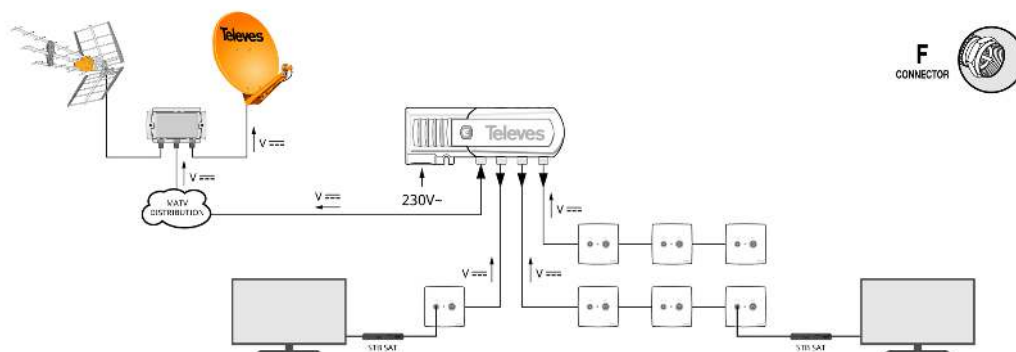 Televes
F
CONNECTOR
V ⎓
V ⎓
MATV
DISTRIBUTION
V ⎓
Televes
230V~
V ⎓
V ⎓
V ⎓
STB SAT
STB SAT